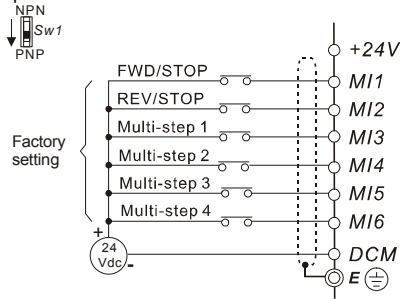 NPN
Sw1
PNP
+24V
FWD/STOP
MI1
REV/STOP
MI2
Multi-step 1
MI3
Factory
setting
Multi-step 2
MI4
Multi-step 3
MI5
Multi-step 4
MI6
+
24
Vdc
-
DCM
E